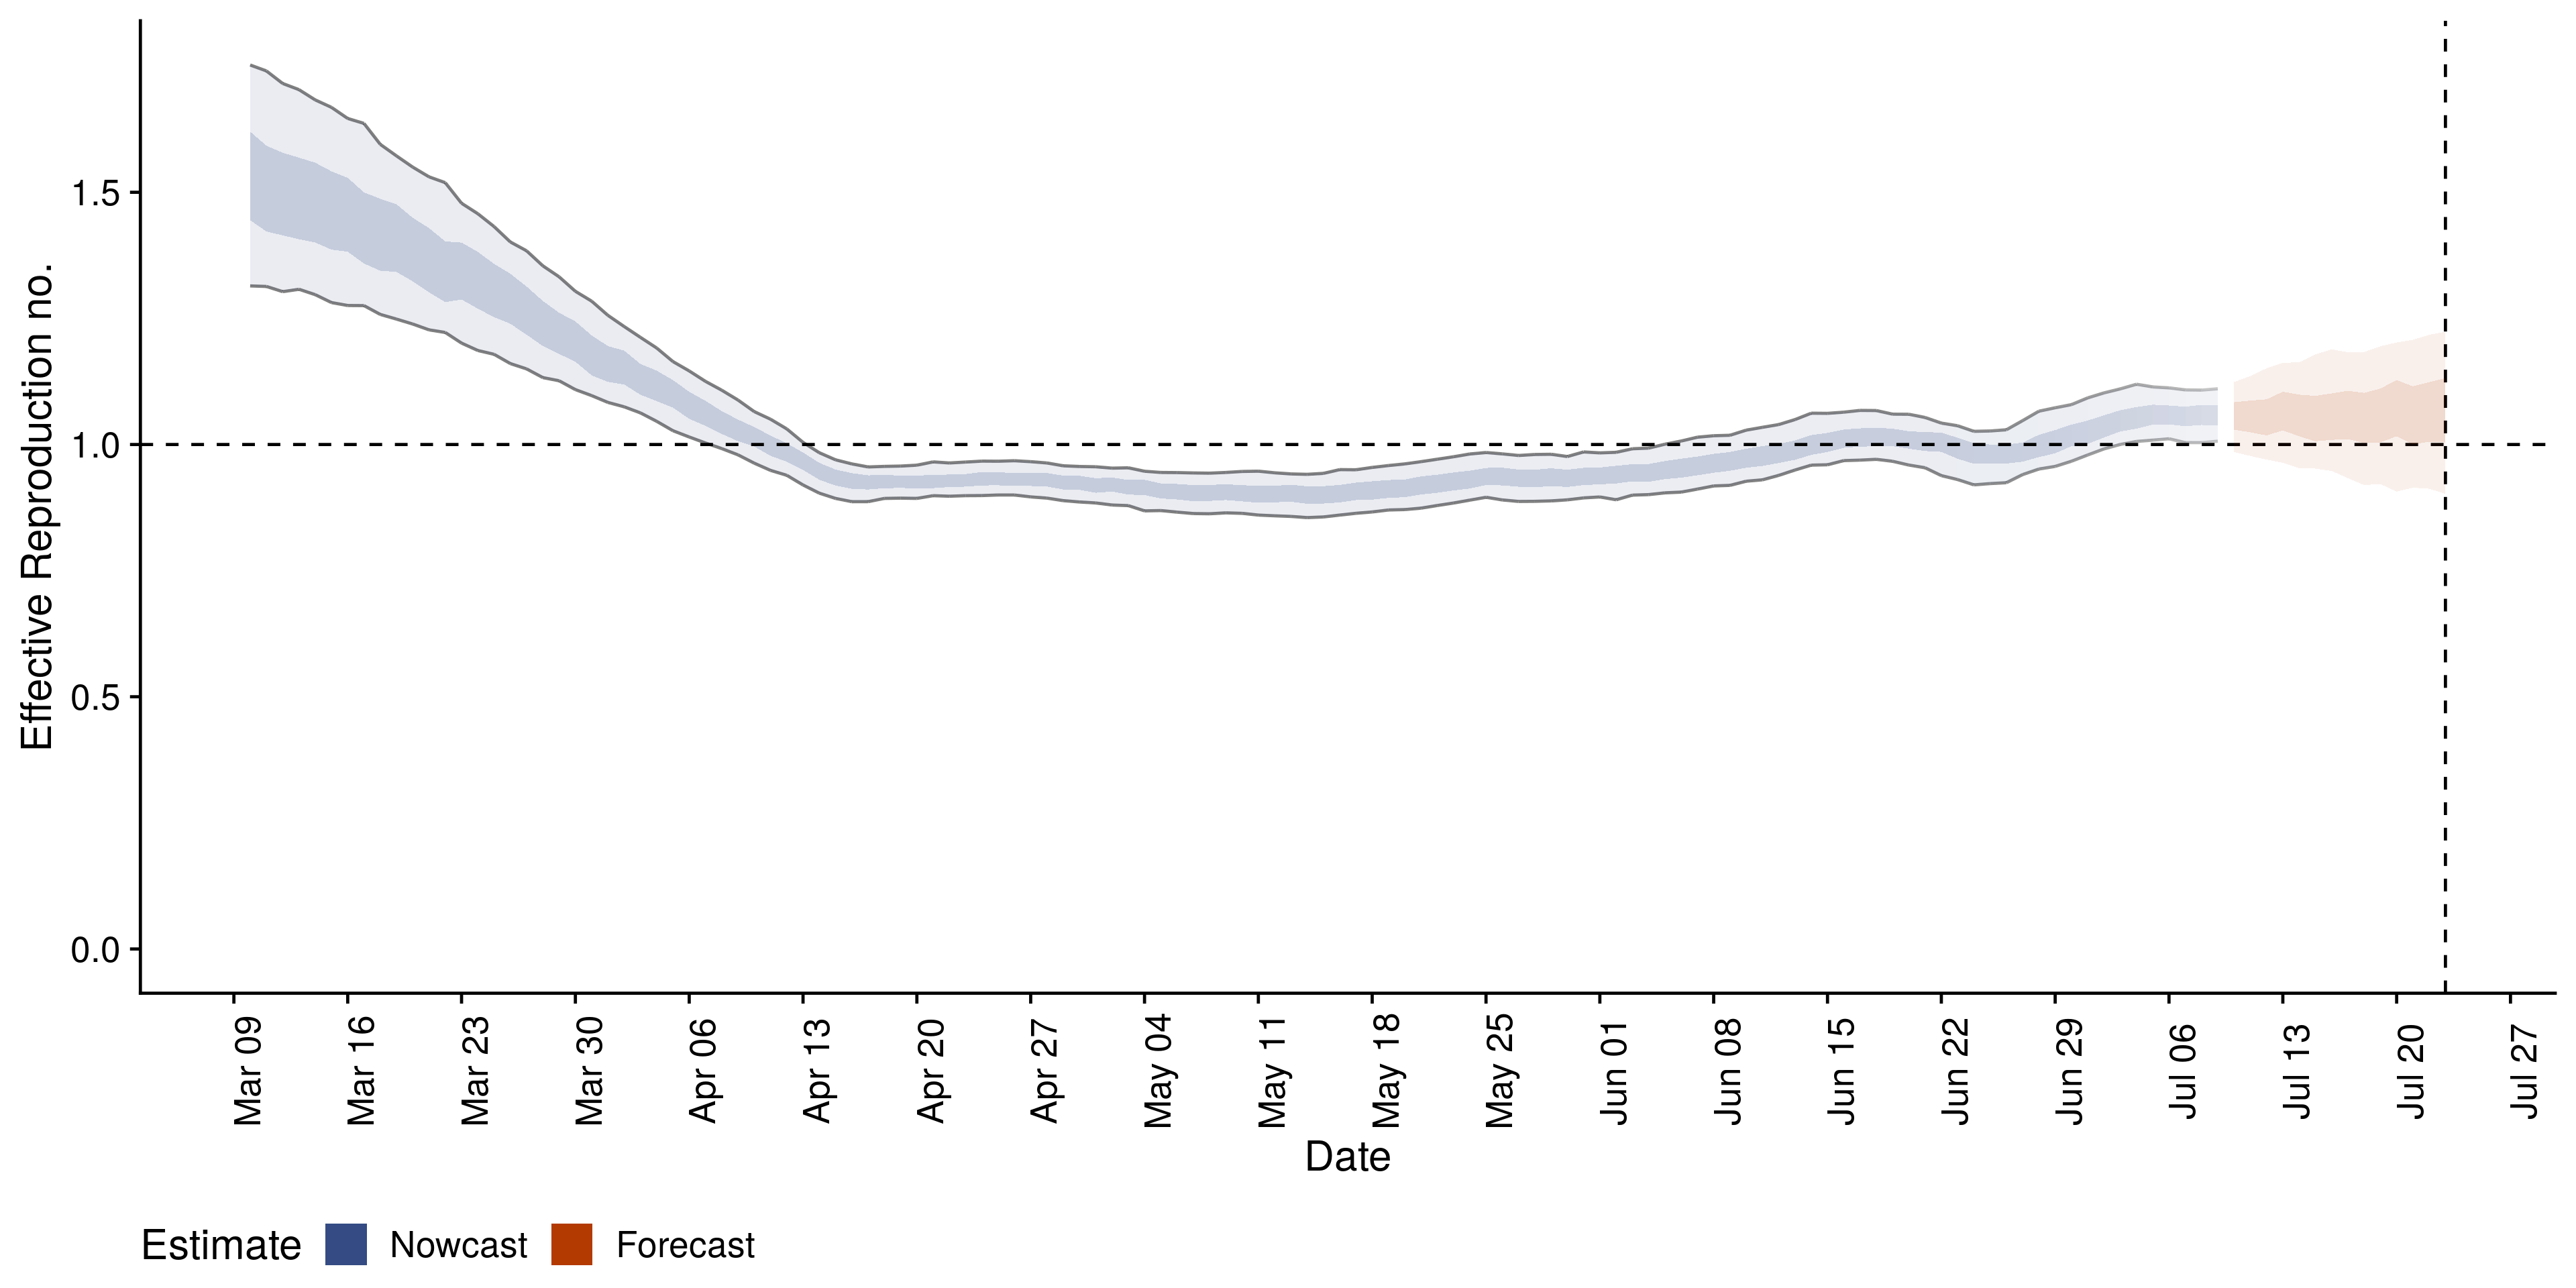 Effective Reproduction no.
1.5
1.0
0.5
0.0
Mar 09
Mar 16
Mar 23
Mar 30
Apr 06
Apr 13
Apr 20
Apr 27
May 04
May 11
May 18
May 25
Jun 01
Jun 08
Jun 15
Jun 22
Jun 29
Jul 06
Jul 13
Jul 20
Jul 27
Date
Estimate Nowcast Forecast